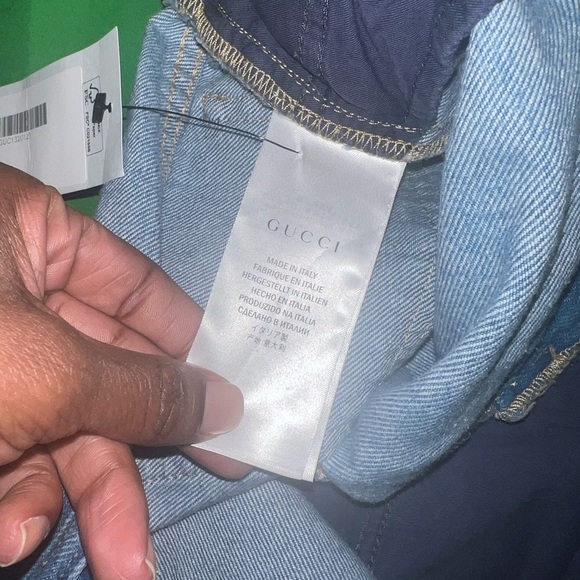 GUCCI
MADE IN ITALY
FABRIQUE EN ITALIE
HERGESTELLT IN ITALIEN
HECHO EN ITALIA
PRODUZIDO NA ITALIA
СДЕЛАНО В ИТАЛИИ
イタリア製
产地 意大利